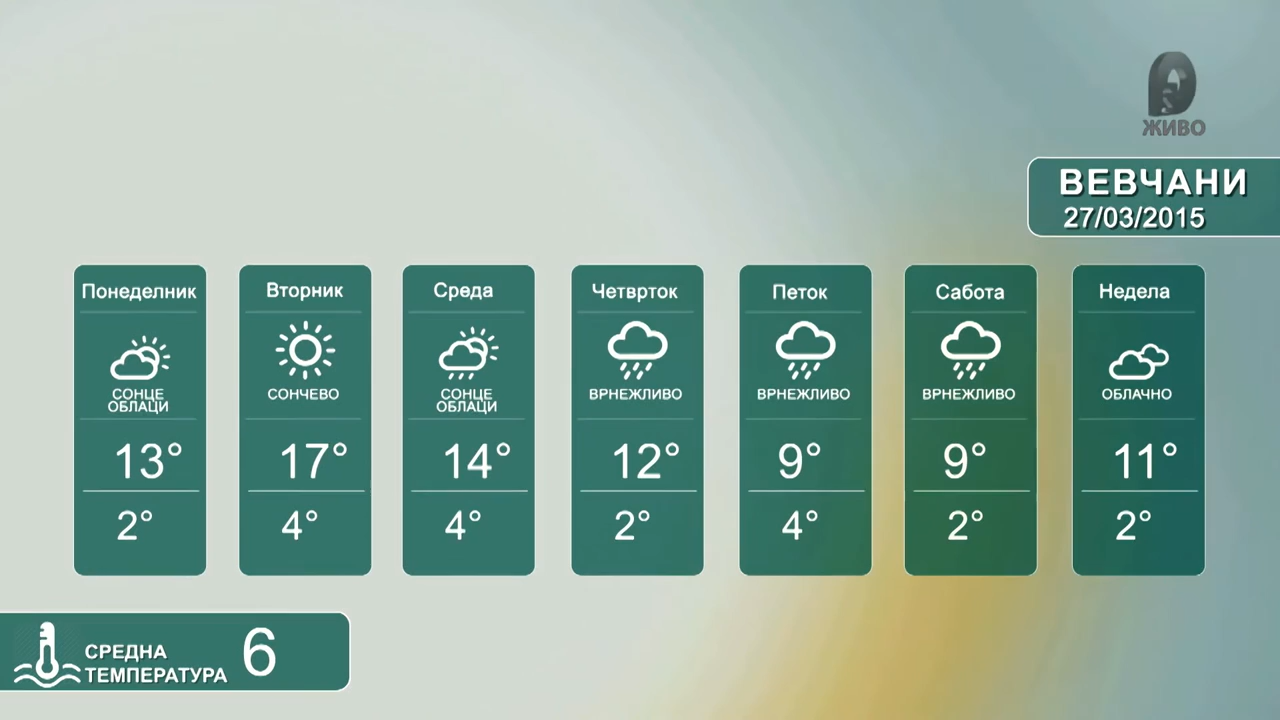 ЖИВО
ВЕВЧАНИ
27/03/2015
Понеделник
СОНЦЕ
ОБЛАЦИ
13°
2°
Вторник
СОНЧЕВО
17°
4°
Среда
СОНЦЕ
ОБЛАЦИ
14°
4°
Четврток
ВРНЕЖЛИВО
12°
2°
Петок
ВРНЕЖЛИВО
9°
4°
Сабота
ВРНЕЖЛИВО
9°
2°
Недела
ОБЛАЧНО
11°
2°
СРЕДНА
ТЕМПЕРАТУРА 6